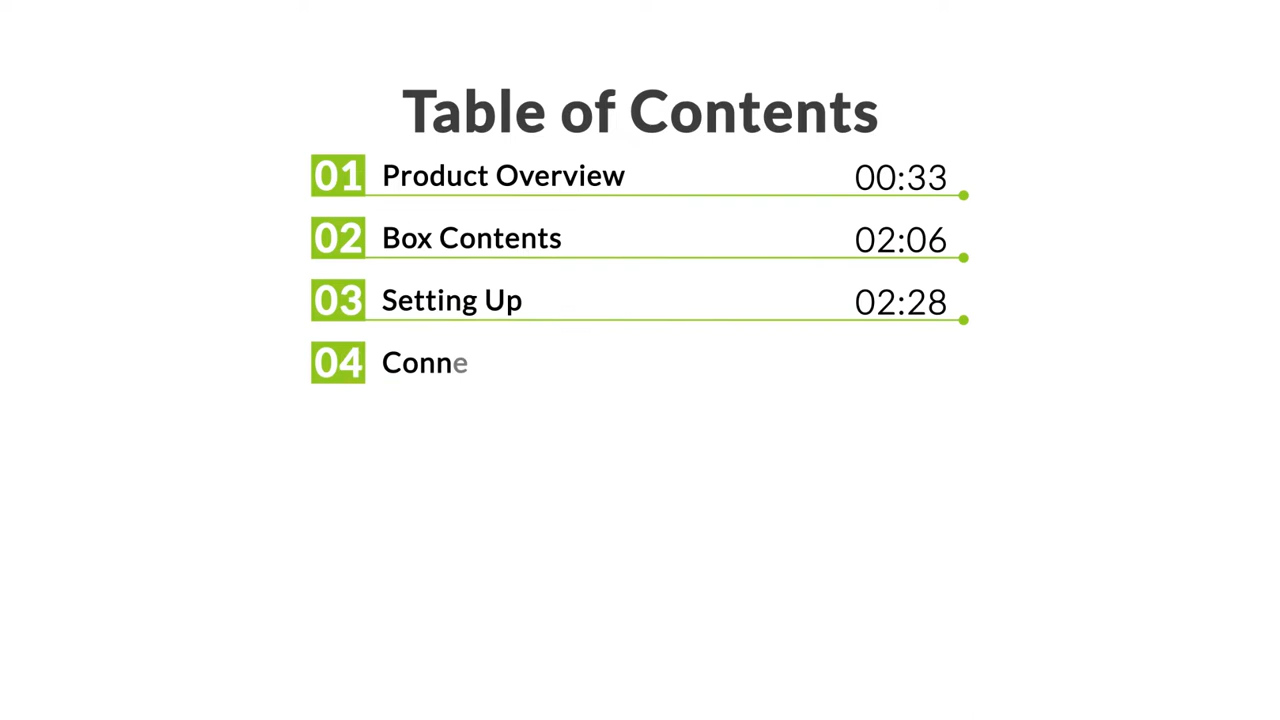 Table of Contents
01 Product Overview 00:33
02 Box Contents 02:06
03 Setting Up 02:28
04 Conne